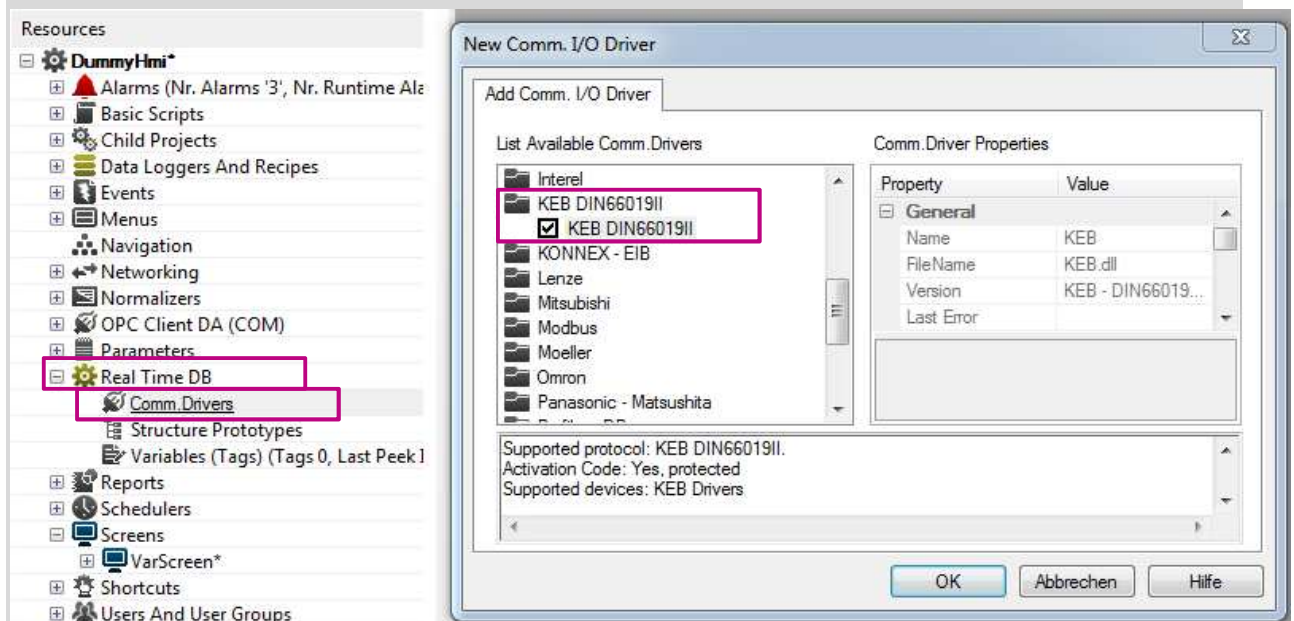 Resources
DummyHmi*
Alarms (Nr. Alarms '3', Nr. Runtime Ala
Basic Scripts
Child Projects
Data Loggers And Recipes
Events
Menus
Navigation
Networking
Normalizers
OPC Client DA (COM)
Parameters
Real Time DB
Comm.Drivers
Structure Prototypes
Variables (Tags) (Tags 0, Last Peek I
Reports
Schedulers
Screens
VarScreen*
Shortcuts
Users And User Groups
New Comm. I/O Driver
Add Comm. I/O Driver
List Available Comm.Drivers
Interel
KEB DIN66019II
KEB DIN66019II
KONNEX - EIB
Lenze
Mitsubishi
Modbus
Moeller
Omron
Panasonic - Matsushita
Comm.Driver Properties
Property Value
General
Name KEB
FileName KEB.dll
Version KEB - DIN66019...
Last Error
Supported protocol: KEB DIN66019II.
Activation Code: Yes, protected
Supported devices: KEB Drivers
OK Abbrechen Hilfe